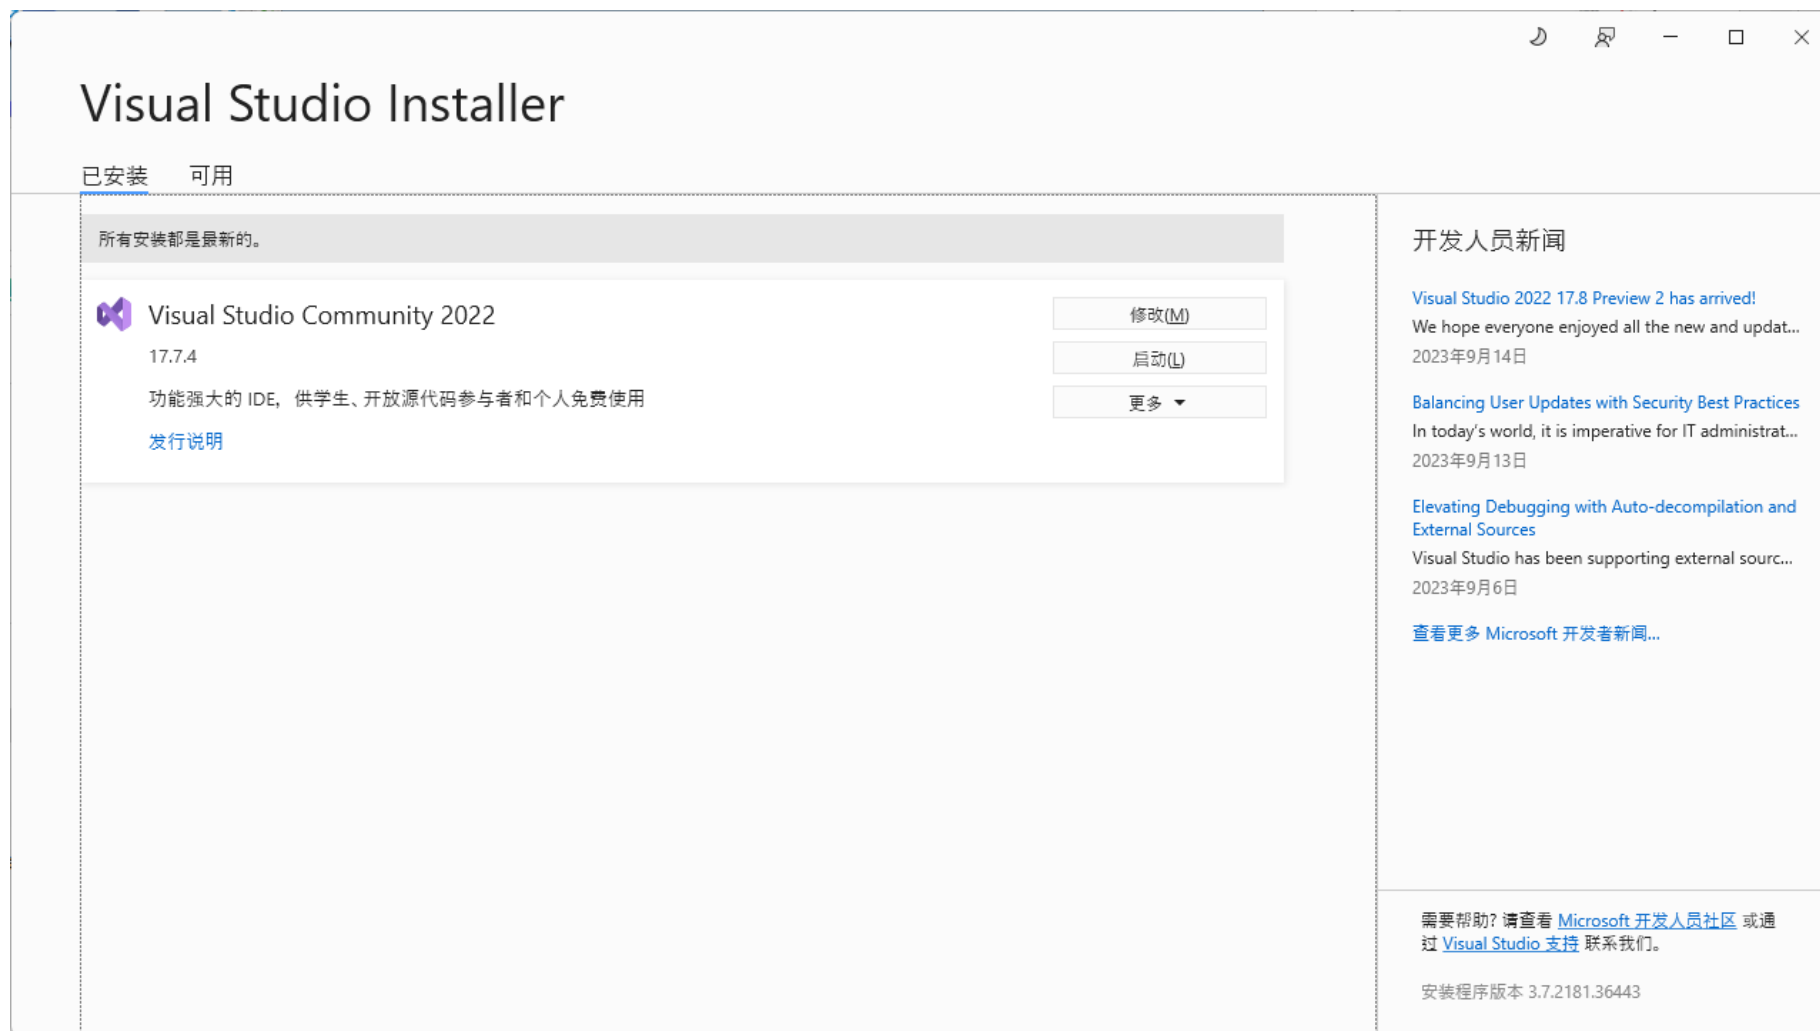 Visual Studio Installer
已安装 可用
所有安装都是最新的。
Visual Studio Community 2022
17.7.4
功能强大的 IDE, 供学生、开放源代码参与者和个人免费使用
发行说明
修改(M)
启动(L)
更多
开发人员新闻
Visual Studio 2022 17.8 Preview 2 has arrived!
We hope everyone enjoyed all the new and updat...
2023年9月14日
Balancing User Updates with Security Best Practices
In today's world, it is imperative for IT administrat...
2023年9月13日
Elevating Debugging with Auto-decompilation and
External Sources
Visual Studio has been supporting external sourc...
2023年9月6日
查看更多 Microsoft 开发者新闻...
需要帮助? 请查看 Microsoft 开发人员社区 或通
过 Visual Studio 支持 联系我们。
安装程序版本 3.7.2181.36443